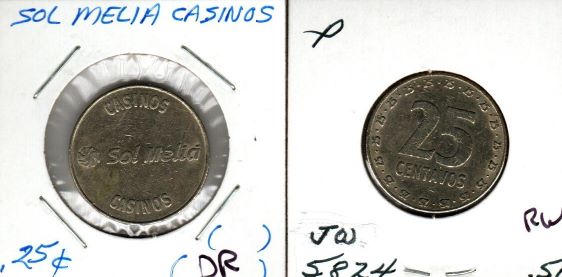 SOL MELIA CASINOS
CASINOS
Sol Meliá
CASINOS
.25¢
( )
(DR)
25
CENTAVOS
JW
5824
RW